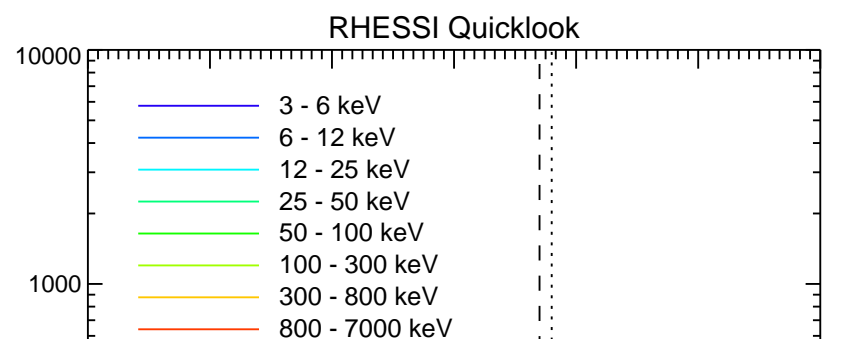 RHESSI Quicklook
10000
3 - 6 keV
6 - 12 keV
12 - 25 keV
25 - 50 keV
50 - 100 keV
100 - 300 keV
1000
300 - 800 keV
800 - 7000 keV